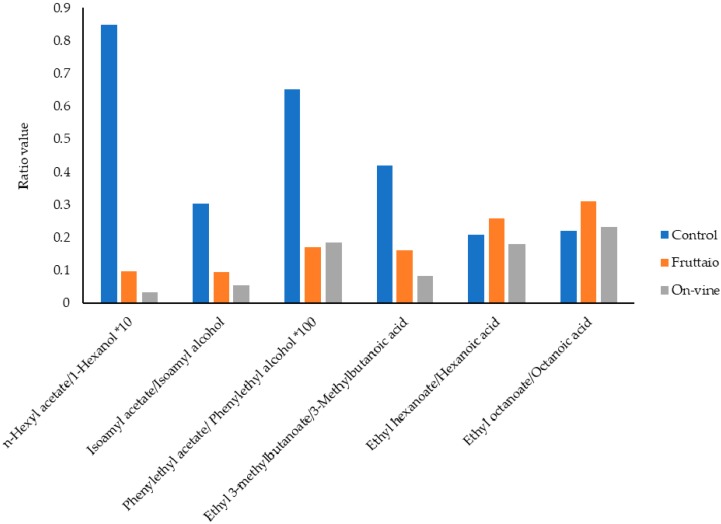 Ratio value
0.9
0.8
0.7
0.6
0.5
0.4
0.3
0.2
0.1
0
n-Hexyl acetate/1-Hexanol *10
Isoamyl acetate/Isoamyl alcohol
Phenylethyl acetate/ Phenylethyl alcohol *100
Ethyl 3-methylbutanoate/3-Methylbutanoic acid
Ethyl hexanoate/Hexanoic acid
Ethyl octanoate/Octanoic acid
Control
Fruttaio
On-vine